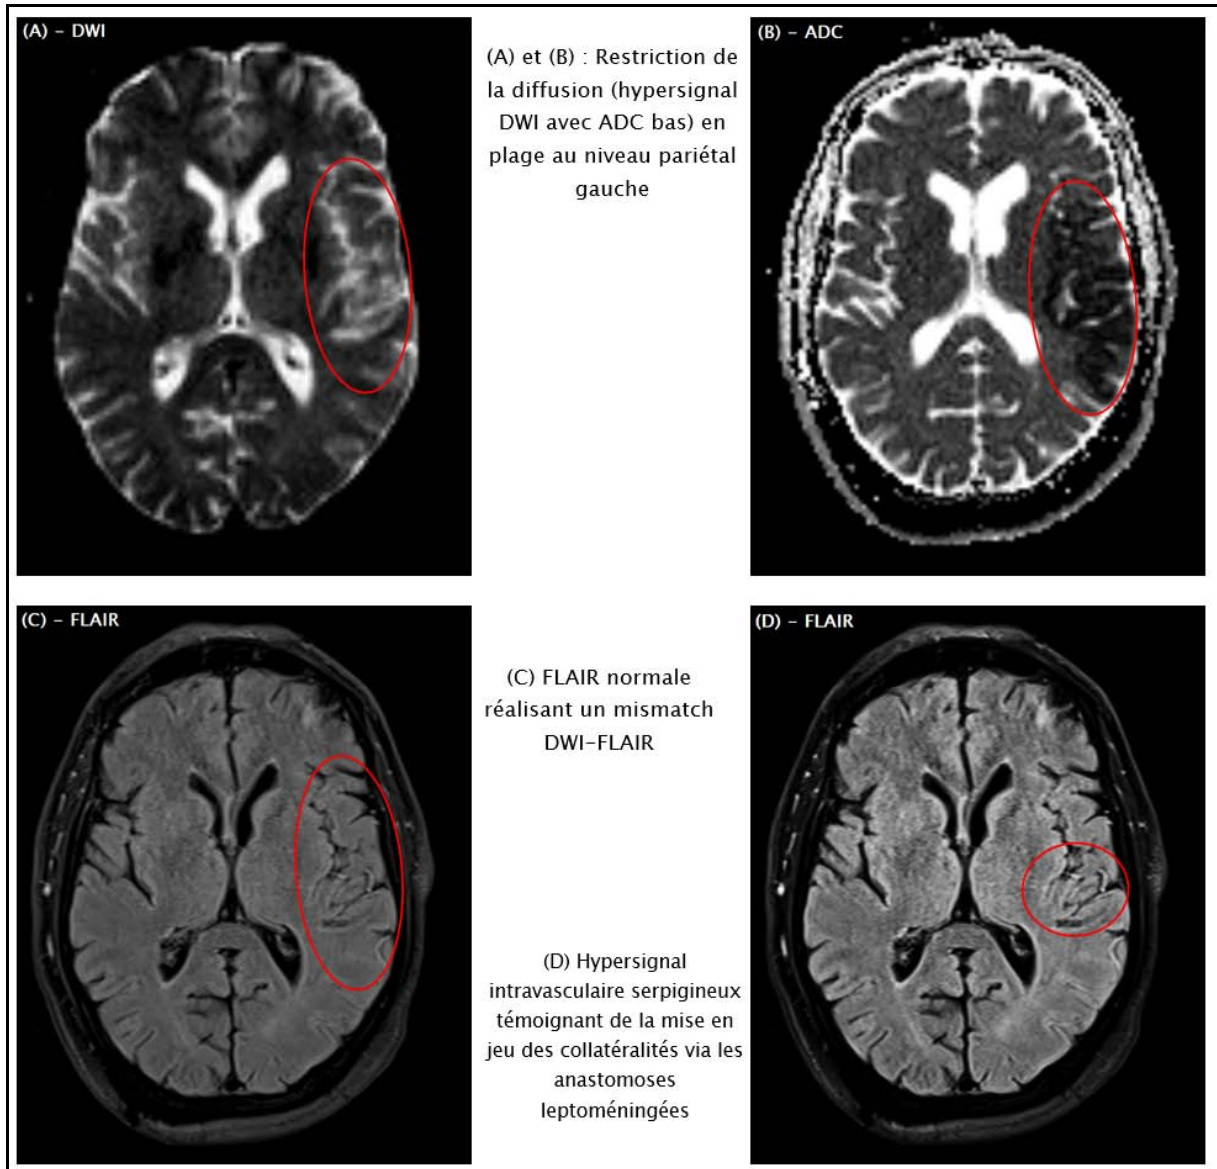 (A) – DWI
(A) et (B) : Restriction de
la diffusion (hypersignal
DWI avec ADC bas) en
plage au niveau pariétal
gauche
(B) – ADC
(C) – FLAIR
(C) FLAIR normale
réalisant un mismatch
DWI–FLAIR
(D) – FLAIR
(D) Hypersignal
intravasculaire serpigineux
témoignant de la mise en
jeu des collatéralités via les
anastomoses
leptoméningées